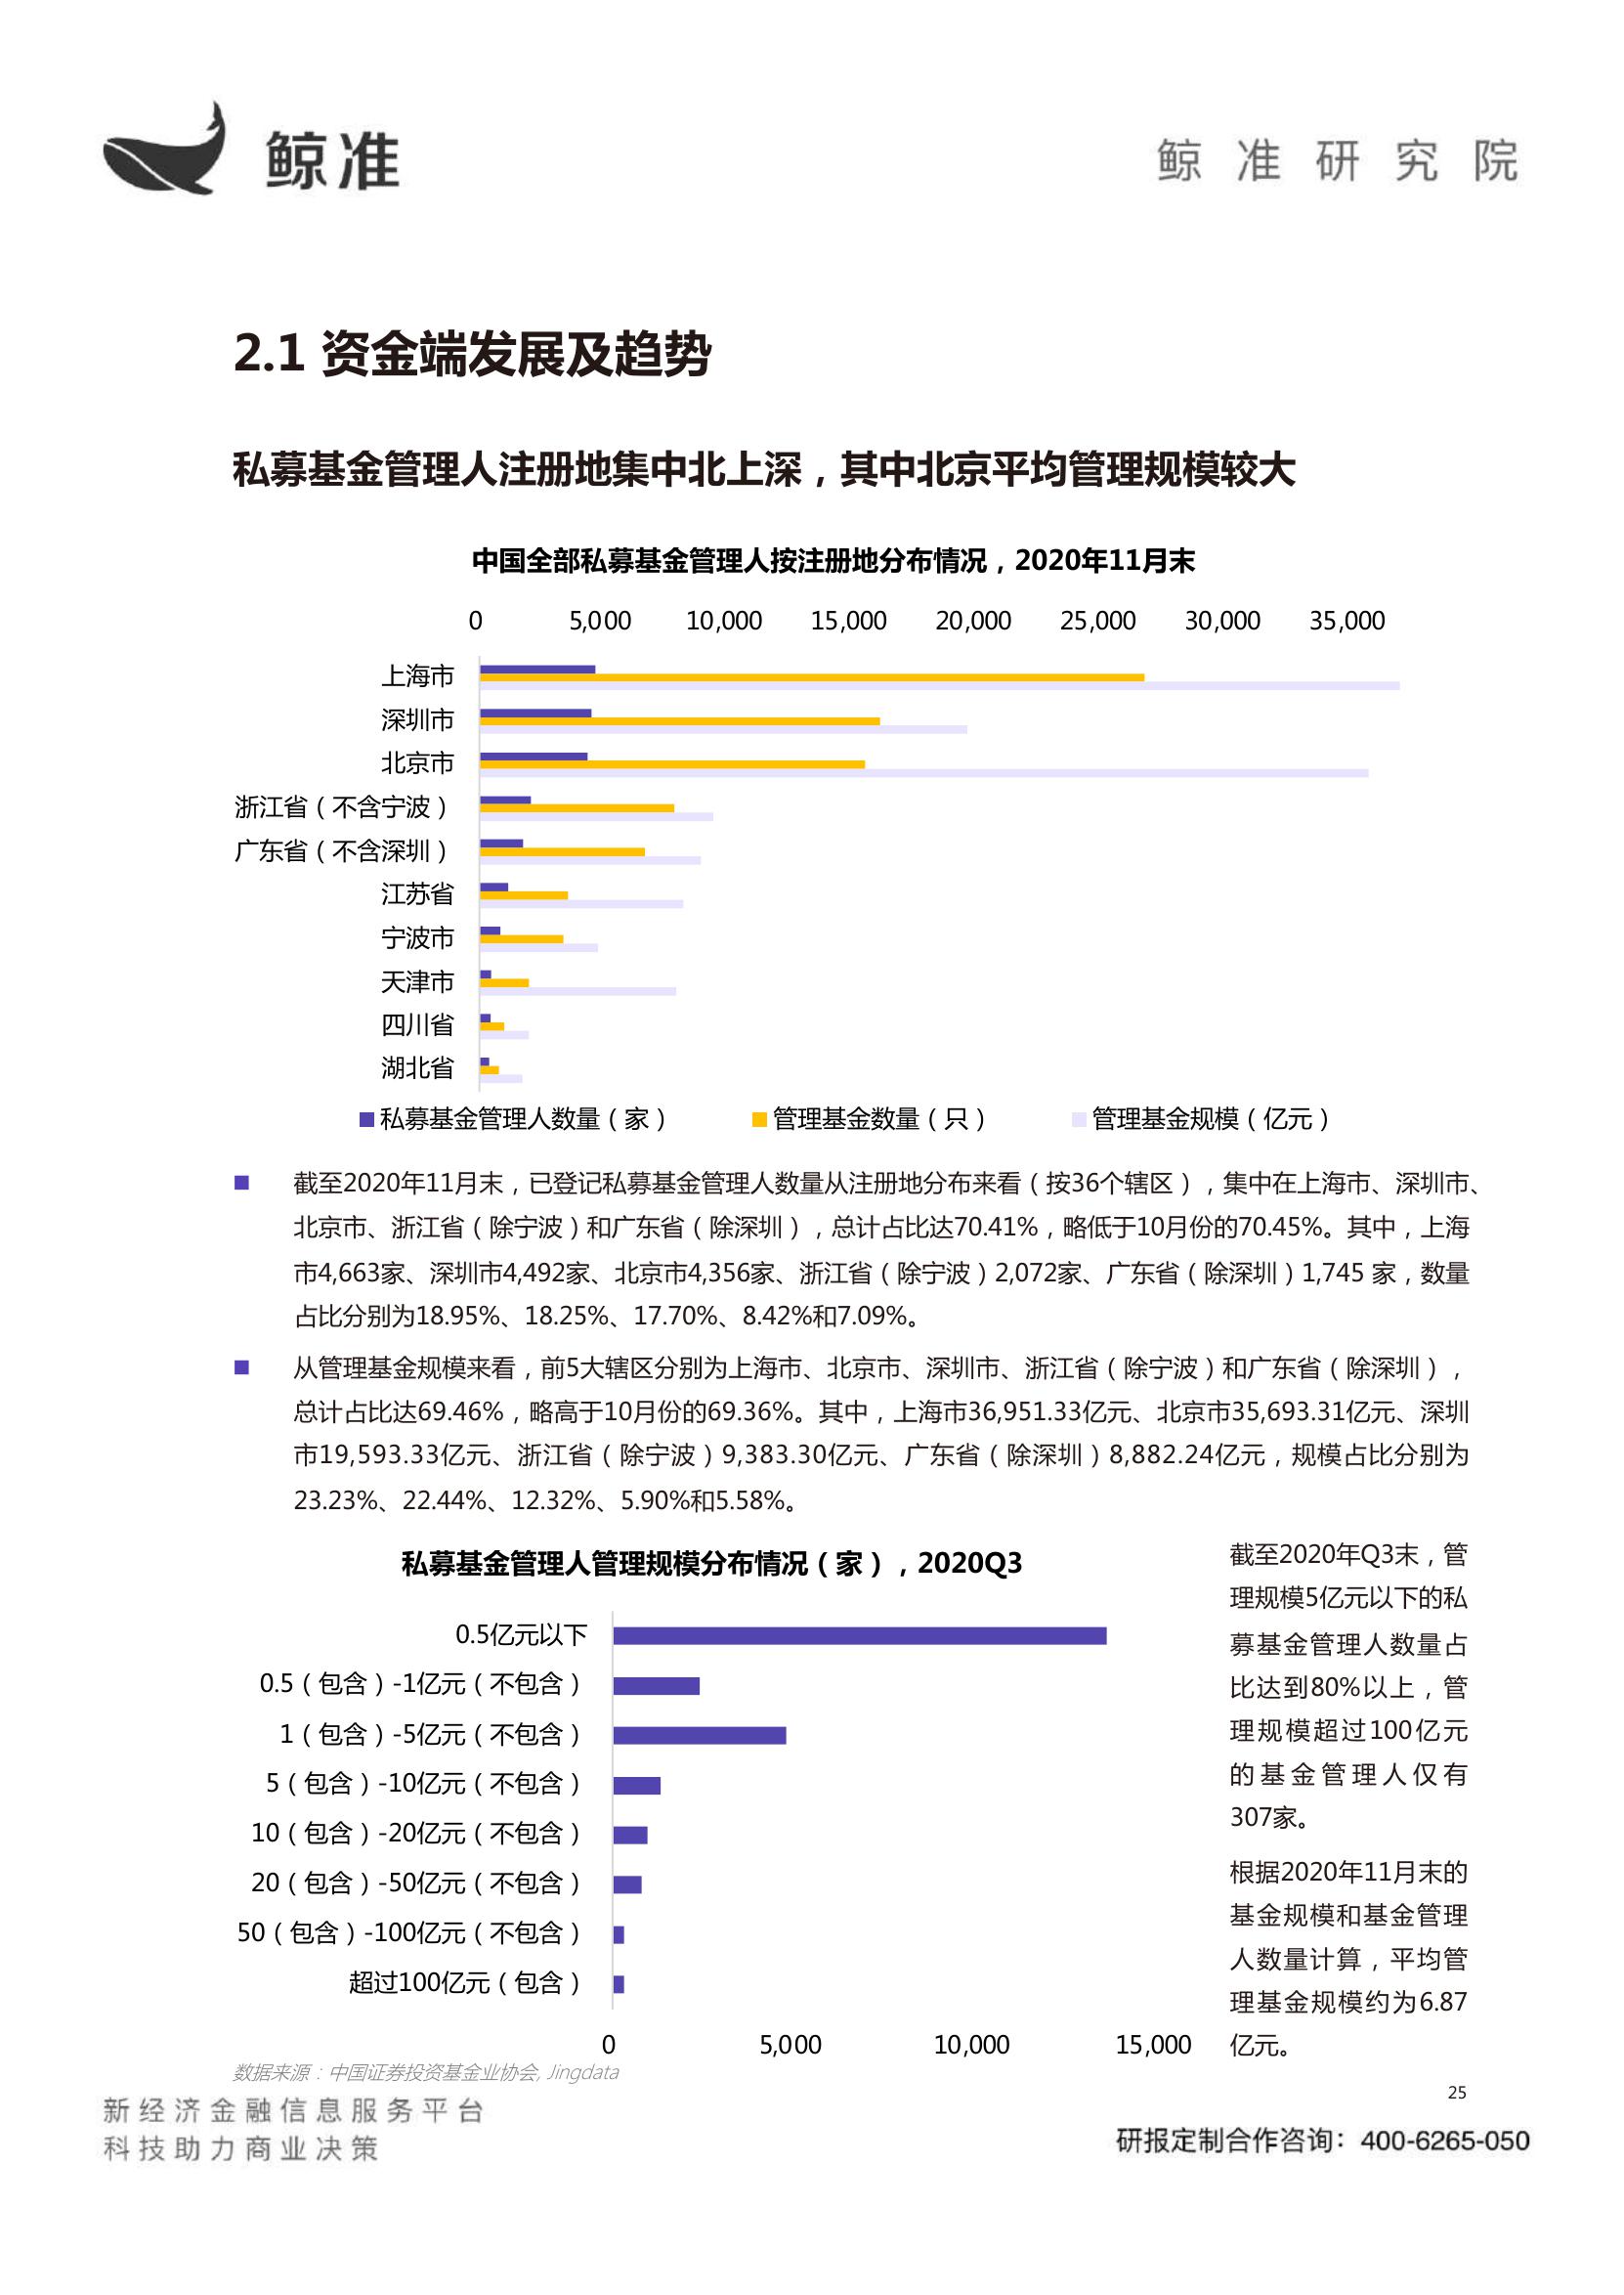 鲸准
鲸准研究院
2.1 资金端发展及趋势
私募基金管理人注册地集中北上深，其中北京平均管理规模较大
中国全部私募基金管理人按注册地分布情况，2020年11月末
0 5,000 10,000 15,000 20,000 25,000 30,000 35,000
上海市
深圳市
北京市
浙江省（不含宁波）
广东省（不含深圳）
江苏省
宁波市
天津市
四川省
湖北省
私募基金管理人数量（家） 管理基金数量（只） 管理基金规模（亿元）
截至2020年11月末，已登记私募基金管理人数量从注册地分布来看（按36个辖区），集中在上海市、深圳市、
北京市、浙江省（除宁波）和广东省（除深圳），总计占比达70.41%，略低于10月份的70.45%。其中，上海
市4,663家、深圳市4,492家、北京市4,356家、浙江省（除宁波）2,072家、广东省（除深圳）1,745 家，数量
占比分别为18.95%、18.25%、17.70%、8.42%和7.09%。
从管理基金规模来看，前5大辖区分别为上海市、北京市、深圳市、浙江省（除宁波）和广东省（除深圳），
总计占比达69.46%，略高于10月份的69.36%。其中，上海市36,951.33亿元、北京市35,693.31亿元、深圳
市19,593.33亿元、浙江省（除宁波）9,383.30亿元、广东省（除深圳）8,882.24亿元，规模占比分别为
23.23%、22.44%、12.32%、5.90%和5.58%。
私募基金管理人管理规模分布情况（家），2020Q3
0.5亿元以下
0.5（包含）-1亿元（不包含）
1（包含）-5亿元（不包含）
5（包含）-10亿元（不包含）
10（包含）-20亿元（不包含）
20（包含）-50亿元（不包含）
50（包含）-100亿元（不包含）
超过100亿元（包含）
0 5,000 10,000 15,000
截至2020年Q3末，管
理规模5亿元以下的私
募基金管理人数量占
比达到80%以上，管
理规模超过100亿元
的基金管理人仅有
307家。
根据2020年11月末的
基金规模和基金管理
人数量计算，平均管
理基金规模约为6.87
亿元。
数据来源：中国证券投资基金业协会, Jingdata
25
新经济金融信息服务平台
科技助力商业决策
研报定制合作咨询：400-6265-050